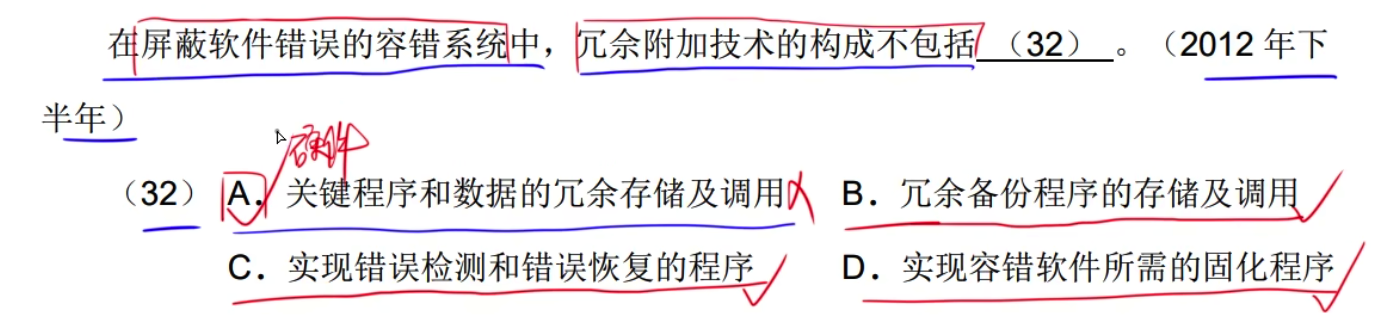 在屏蔽软件错误的容错系统中，冗余附加技术的构成不包括（32）。（2012 年下
半年）
硬件
（32）A．关键程序和数据的冗余存储及调用 B．冗余备份程序的存储及调用
C．实现错误检测和错误恢复的程序 D．实现容错软件所需的固化程序